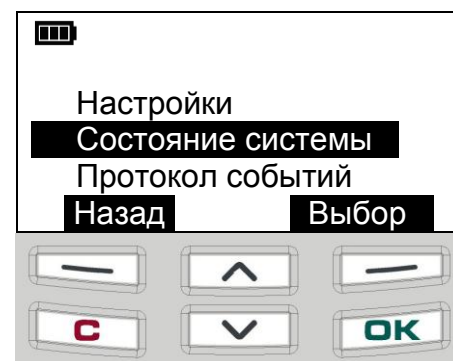 Настройки
Состояние системы
Протокол событий
Назад Выбор
C OK